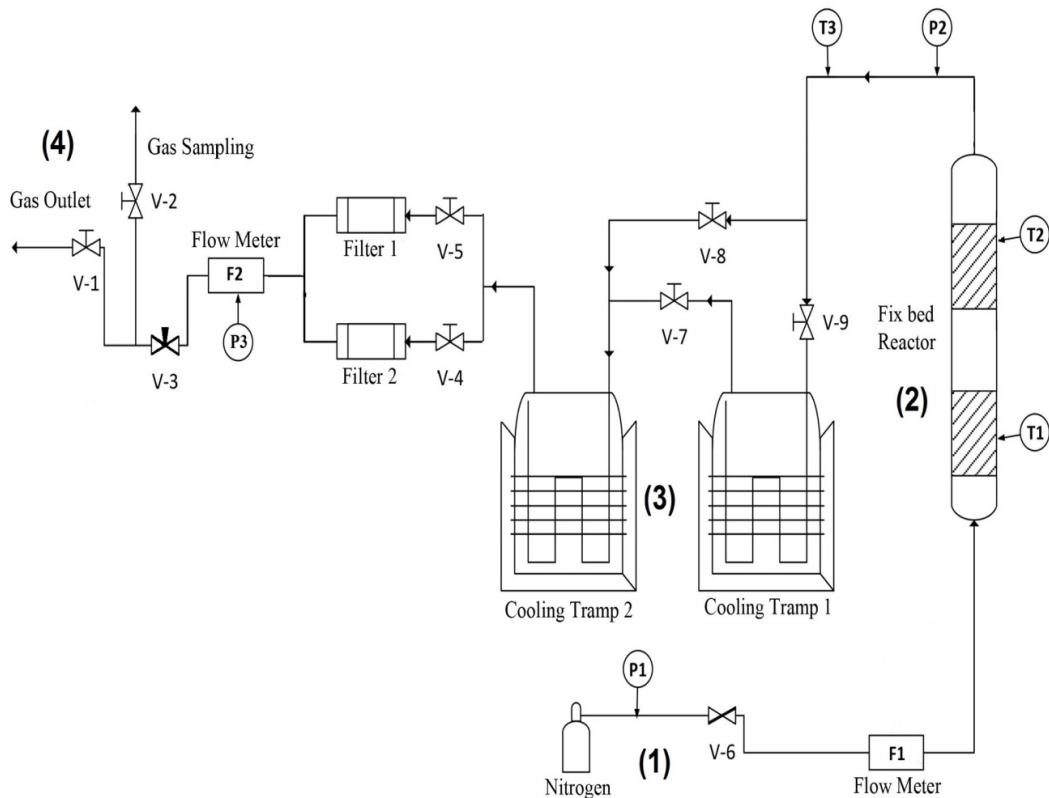 T3
P2
(4)
Gas Sampling
V-2
Gas Outlet
V-1
Flow Meter
F2
P3
V-3
Filter 1
V-5
Filter 2
V-4
V-8
V-7
V-9
T2
Fix bed
Reactor
(2)
T1
(3)
Cooling Tramp 2
Cooling Tramp 1
P1
V-6
(1)
Nitrogen
F1
Flow Meter